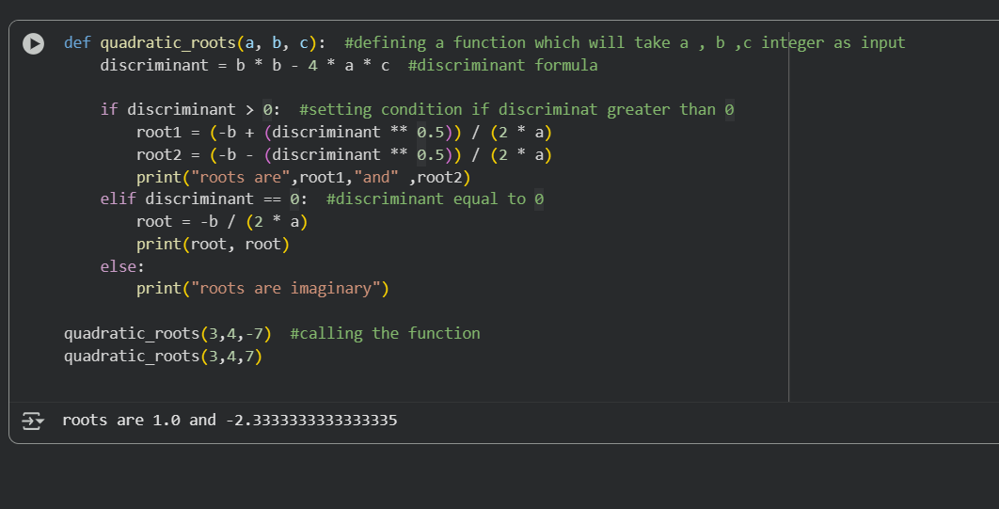 def quadratic_roots(a, b, c):  #defining a function which will take a , b ,c integer as input
    discriminant = b * b - 4 * a * c  #discriminant formula
    if discriminant > 0:  #setting condition if discriminat greater than 0
        root1 = (-b + (discriminant ** 0.5)) / (2 * a)
        root2 = (-b - (discriminant ** 0.5)) / (2 * a)
        print("roots are",root1,"and" ,root2)
    elif discriminant == 0:  #discriminant equal to 0
        root = -b / (2 * a)
        print(root, root)
    else:
        print("roots are imaginary")
quadratic_roots(3,4,-7)  #calling the function
quadratic_roots(3,4,7)
roots are 1.0 and -2.3333333333333335